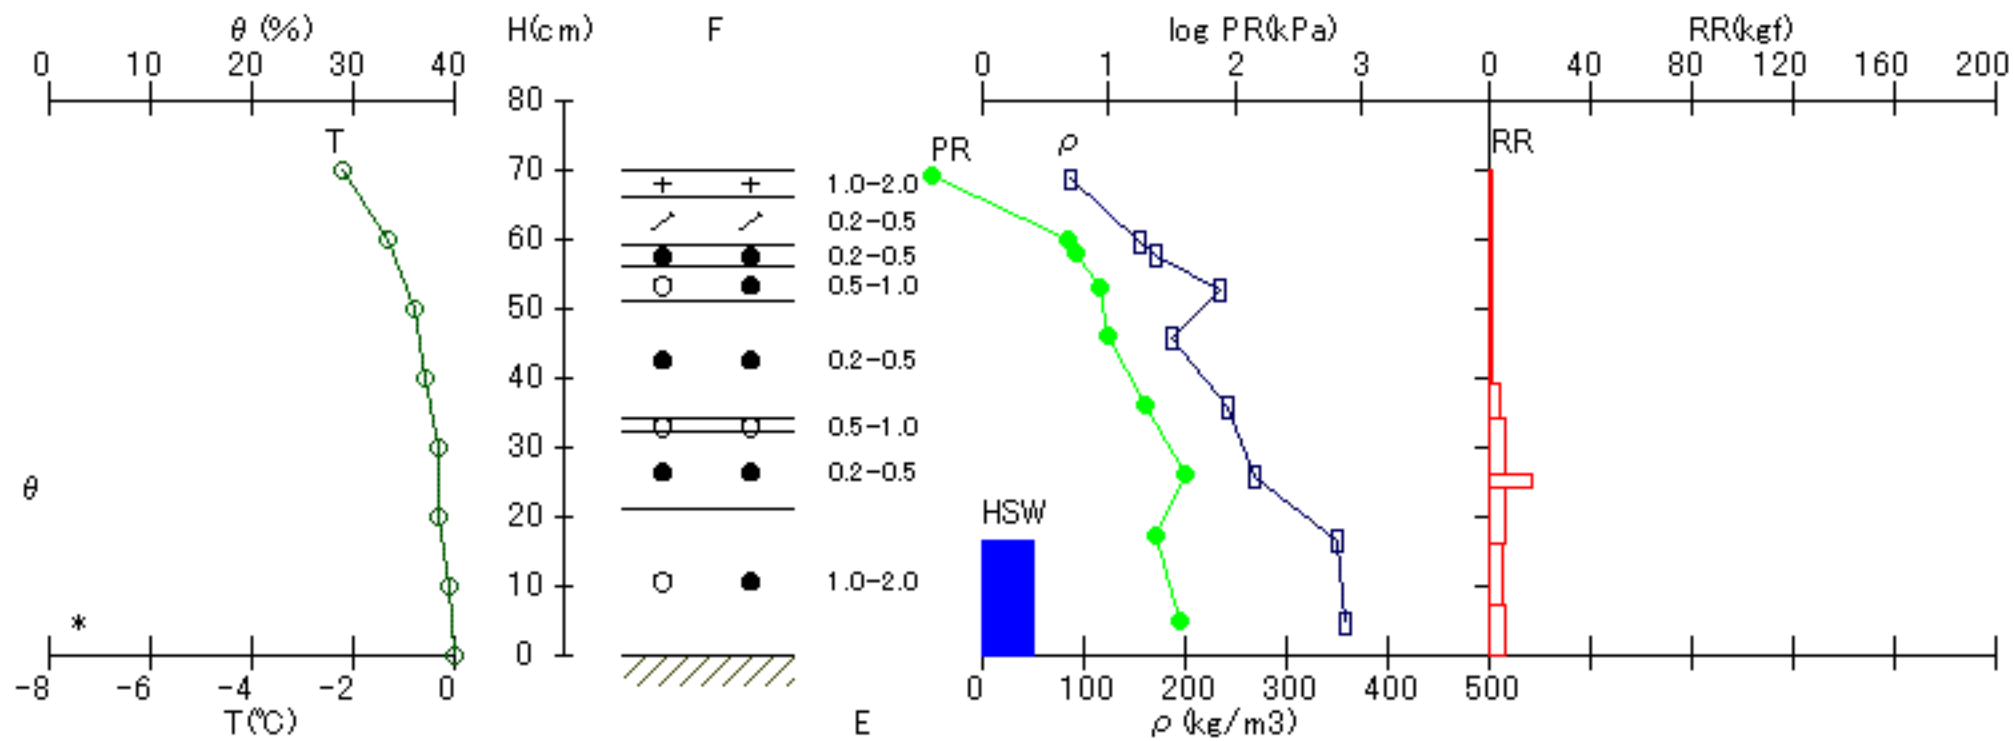 θ (%) H(cm) F log PR(kPa) RR(kgf)
0 10 20 30 40 0 1 2 3 0 40 80 120 160 200
80
T PR ρ RR
70
1.0-2.0
0.2-0.5
60
0.2-0.5
0.5-1.0
50
0.2-0.5
40
0.5-1.0
30
0.2-0.5
θ
20 HSW
10 1.0-2.0
*
0
-8 -6 -4 -2 0 0 100 200 300 400 500
T(℃) E ρ (kg/m3)